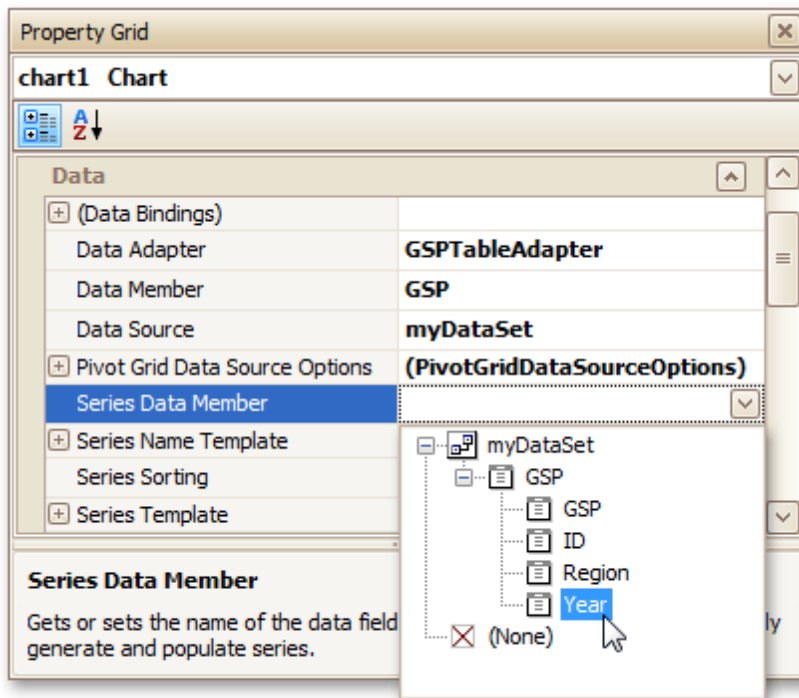 Property Grid
chart1 Chart
A
Z
Data
(Data Bindings)
Data Adapter GSPTableAdapter
Data Member GSP
Data Source myDataSet
Pivot Grid Data Source Options (PivotGridDataSourceOptions)
Series Data Member
Series Name Template
Series Sorting
Series Template
myDataSet
GSP
GSP
ID
Region
Year
(None)
Series Data Member
Gets or sets the name of the data field ly
generate and populate series.